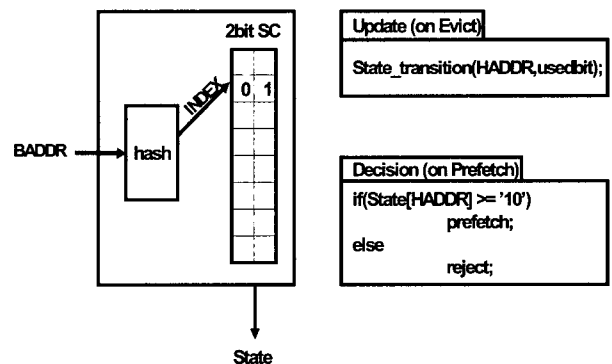 2bit SC
0 1
INDEX
BADDR
hash
State
Update (on Evict)
State_transition(HADDR,usedbit);
Decision (on Prefetch)
if(State[HADDR] >= '10')
prefetch;
else
reject;